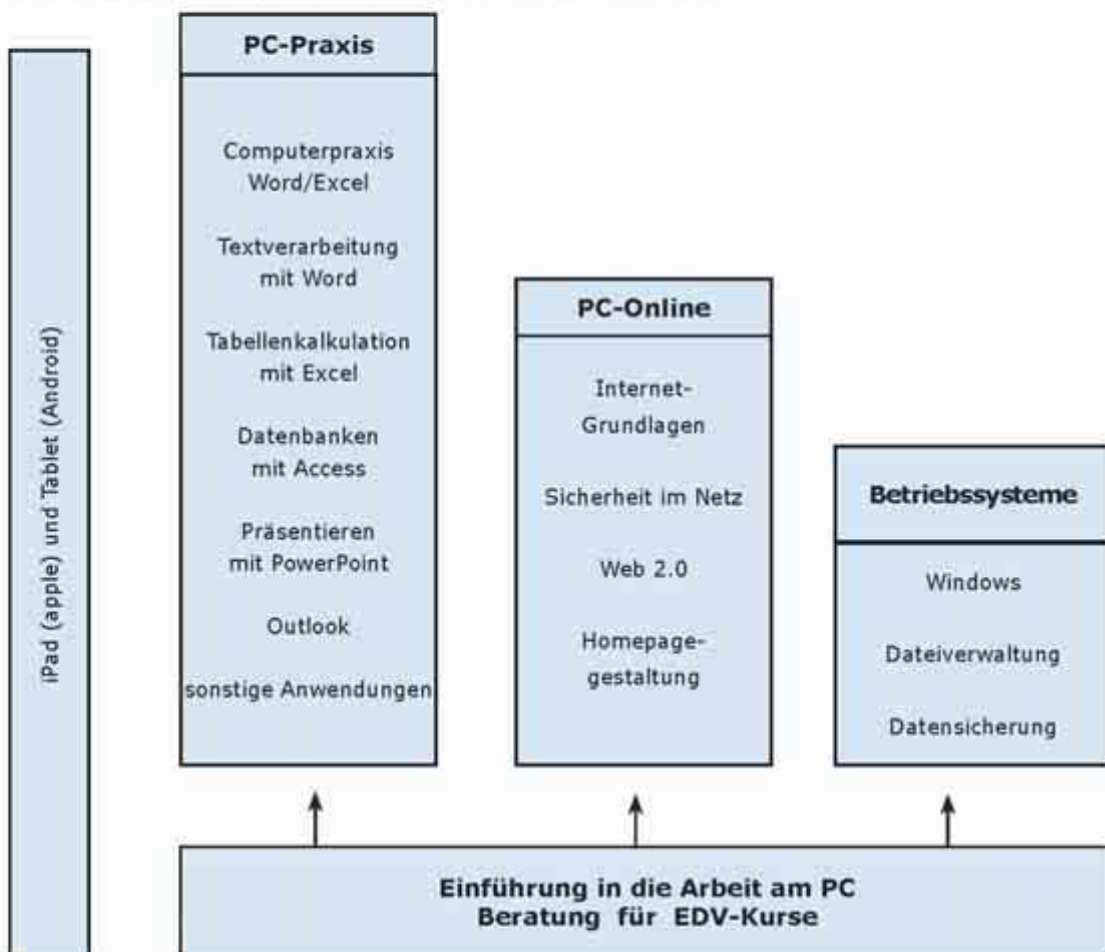 iPad (apple) und Tablet (Android)
PC-Praxis
Computerpraxis
Word/Excel
Textverarbeitung
mit Word
Tabellenkalkulation
mit Excel
Datenbanken
mit Access
Präsentieren
mit PowerPoint
Outlook
sonstige Anwendungen
PC-Online
Internet-
Grundlagen
Sicherheit im Netz
Web 2.0
Homepage-
gestaltung
Betriebssysteme
Windows
Dateiverwaltung
Datensicherung
Einführung in die Arbeit am PC
Beratung für EDV-Kurse